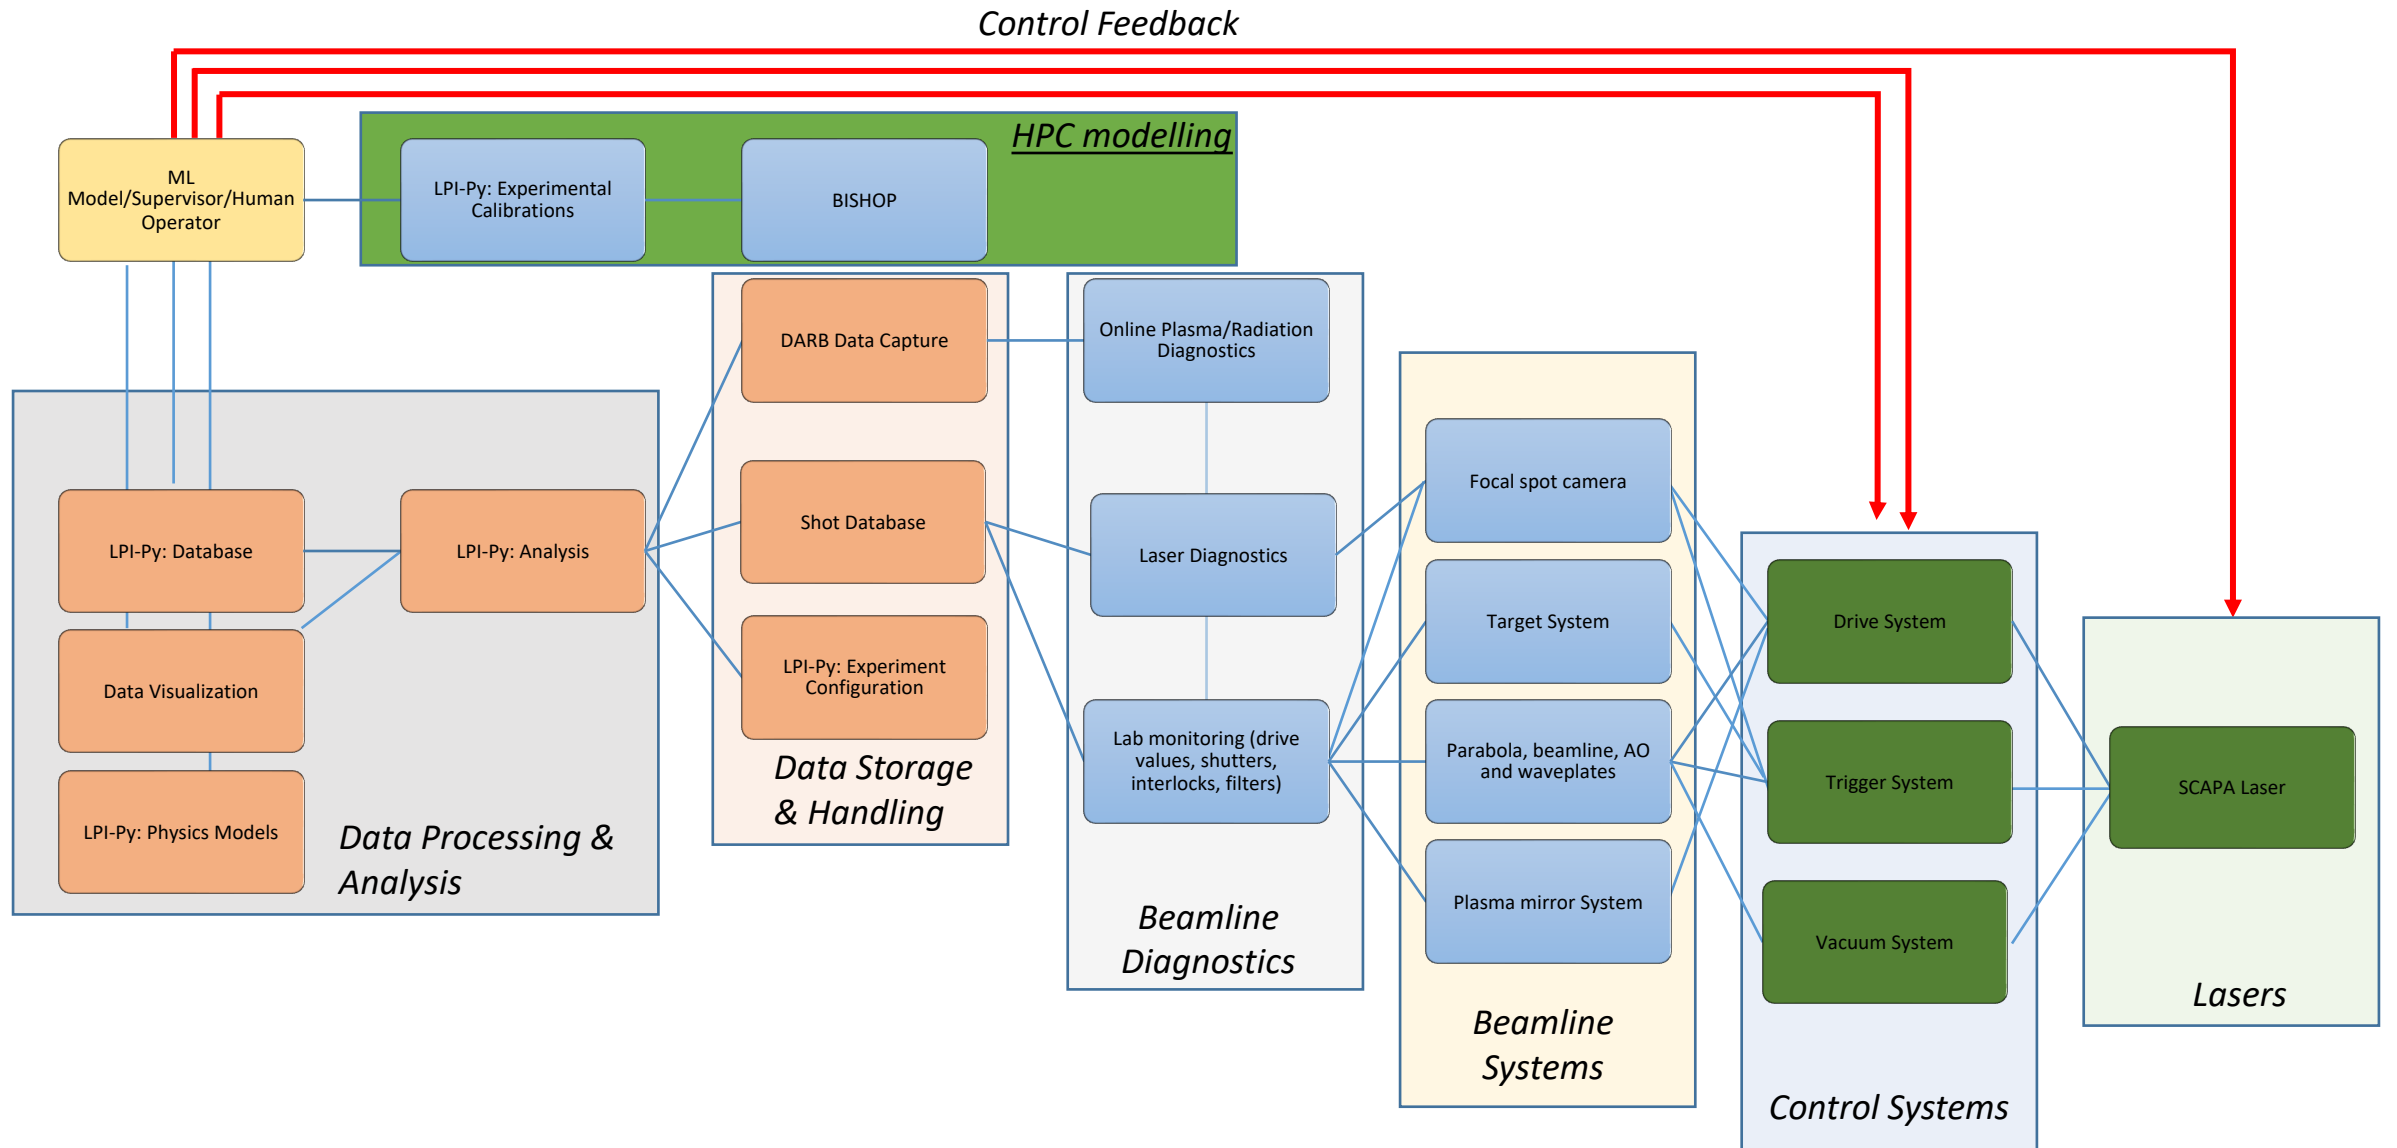 Control Feedback
HPC modelling
ML
Model/Supervisor/Human
Operator
LPI-Py: Experimental
Calibrations
BISHOP
DARB Data Capture
Online Plasma/Radiation
Diagnostics
Focal spot camera
LPI-Py: Database
LPI-Py: Analysis
Shot Database
Laser Diagnostics
Target System
Drive System
Data Visualization
LPI-Py: Experiment
Configuration
Lab monitoring (drive
values, shutters,
interlocks, filters)
Parabola, beamline, AO
and waveplates
Trigger System
SCAPA Laser
LPI-Py: Physics Models
Data Processing &
Analysis
Data Storage
& Handling
Plasma mirror System
Vacuum System
Beamline
Diagnostics
Lasers
Beamline
Systems
Control Systems